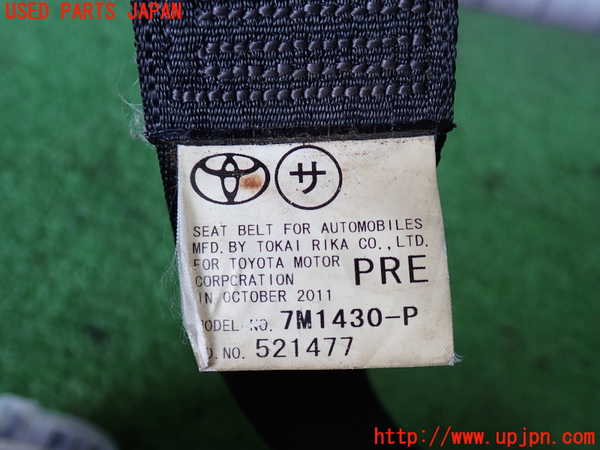 USED PARTS JAPAN
サ
SEAT BELT FOR AUTOMOBILES
MFD. BY TOKAI RIKA CO., LTD.
FOR TOYOTA MOTOR
CORPORATION PRE
IN OCTOBER 2011
MODEL NO. 7M1430-P
NO. 521477
http://www.upjpn.com